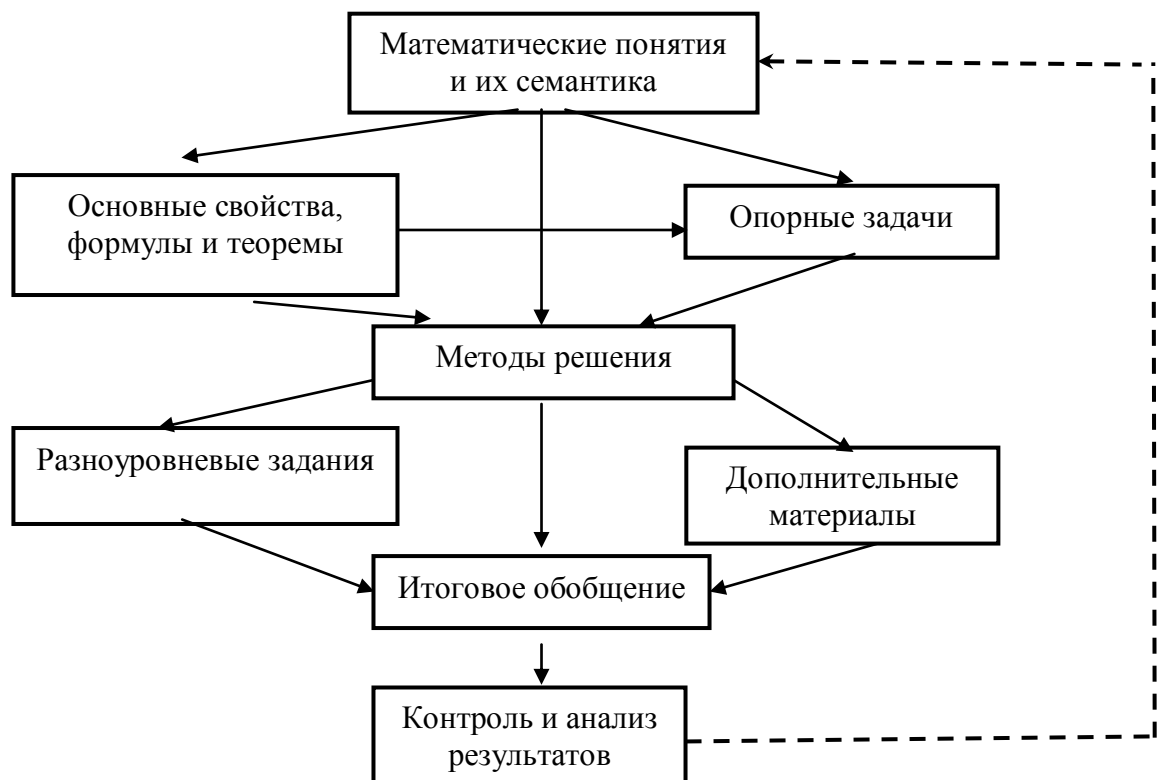 Математические понятия
и их семантика
Основные свойства,
формулы и теоремы
Опорные задачи
Методы решения
Разноуровневые задания
Дополнительные
материалы
Итоговое обобщение
Контроль и анализ
результатов